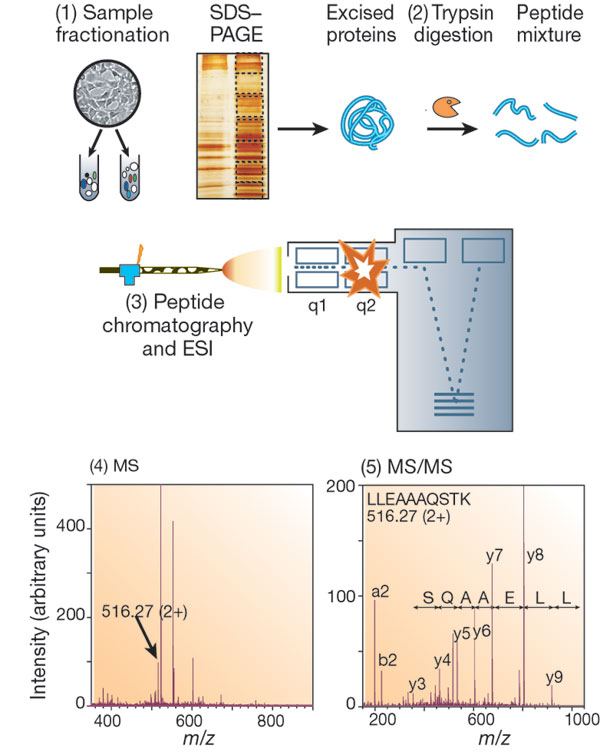 (1) Sample
fractionation
SDS–
PAGE
Excised
proteins
(2) Trypsin
digestion
Peptide
mixture
(3) Peptide
chromatography
and ESI
q1
q2
(4) MS
Intensity (arbitrary units)
400
200
0
516.27 (2+)
400
600
800
m/z
(5) MS/MS
200
100
0
LLEAAAQSTK
516.27 (2+)
a2
b2
y3
y4
y5
y6
y7
y8
y9
S Q A A E L L
200
600
1000
m/z